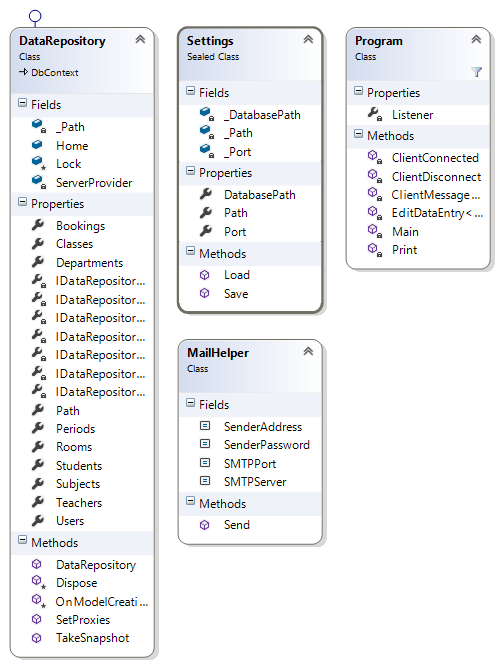 DataRepository
Class
→ DbContext
Fields
_Path
Home
Lock
ServerProvider
Properties
Bookings
Classes
Departments
IDataRepositor...
IDataRepositor...
IDataRepositor...
IDataRepositor...
IDataRepositor...
IDataRepositor...
IDataRepositor...
Path
Periods
Rooms
Students
Subjects
Teachers
Users
Methods
DataRepository
Dispose
OnModelCreati...
SetProxies
TakeSnapshot
Settings
Sealed Class
Fields
_DatabasePath
_Path
_Port
Properties
DatabasePath
Path
Port
Methods
Load
Save
Program
Class
Properties
Listener
Methods
ClientConnected
ClientDisconnect
ClientMessage...
EditDataEntry<...
Main
Print
MailHelper
Class
Fields
SenderAddress
SenderPassword
SMTPPort
SMTPServer
Methods
Send